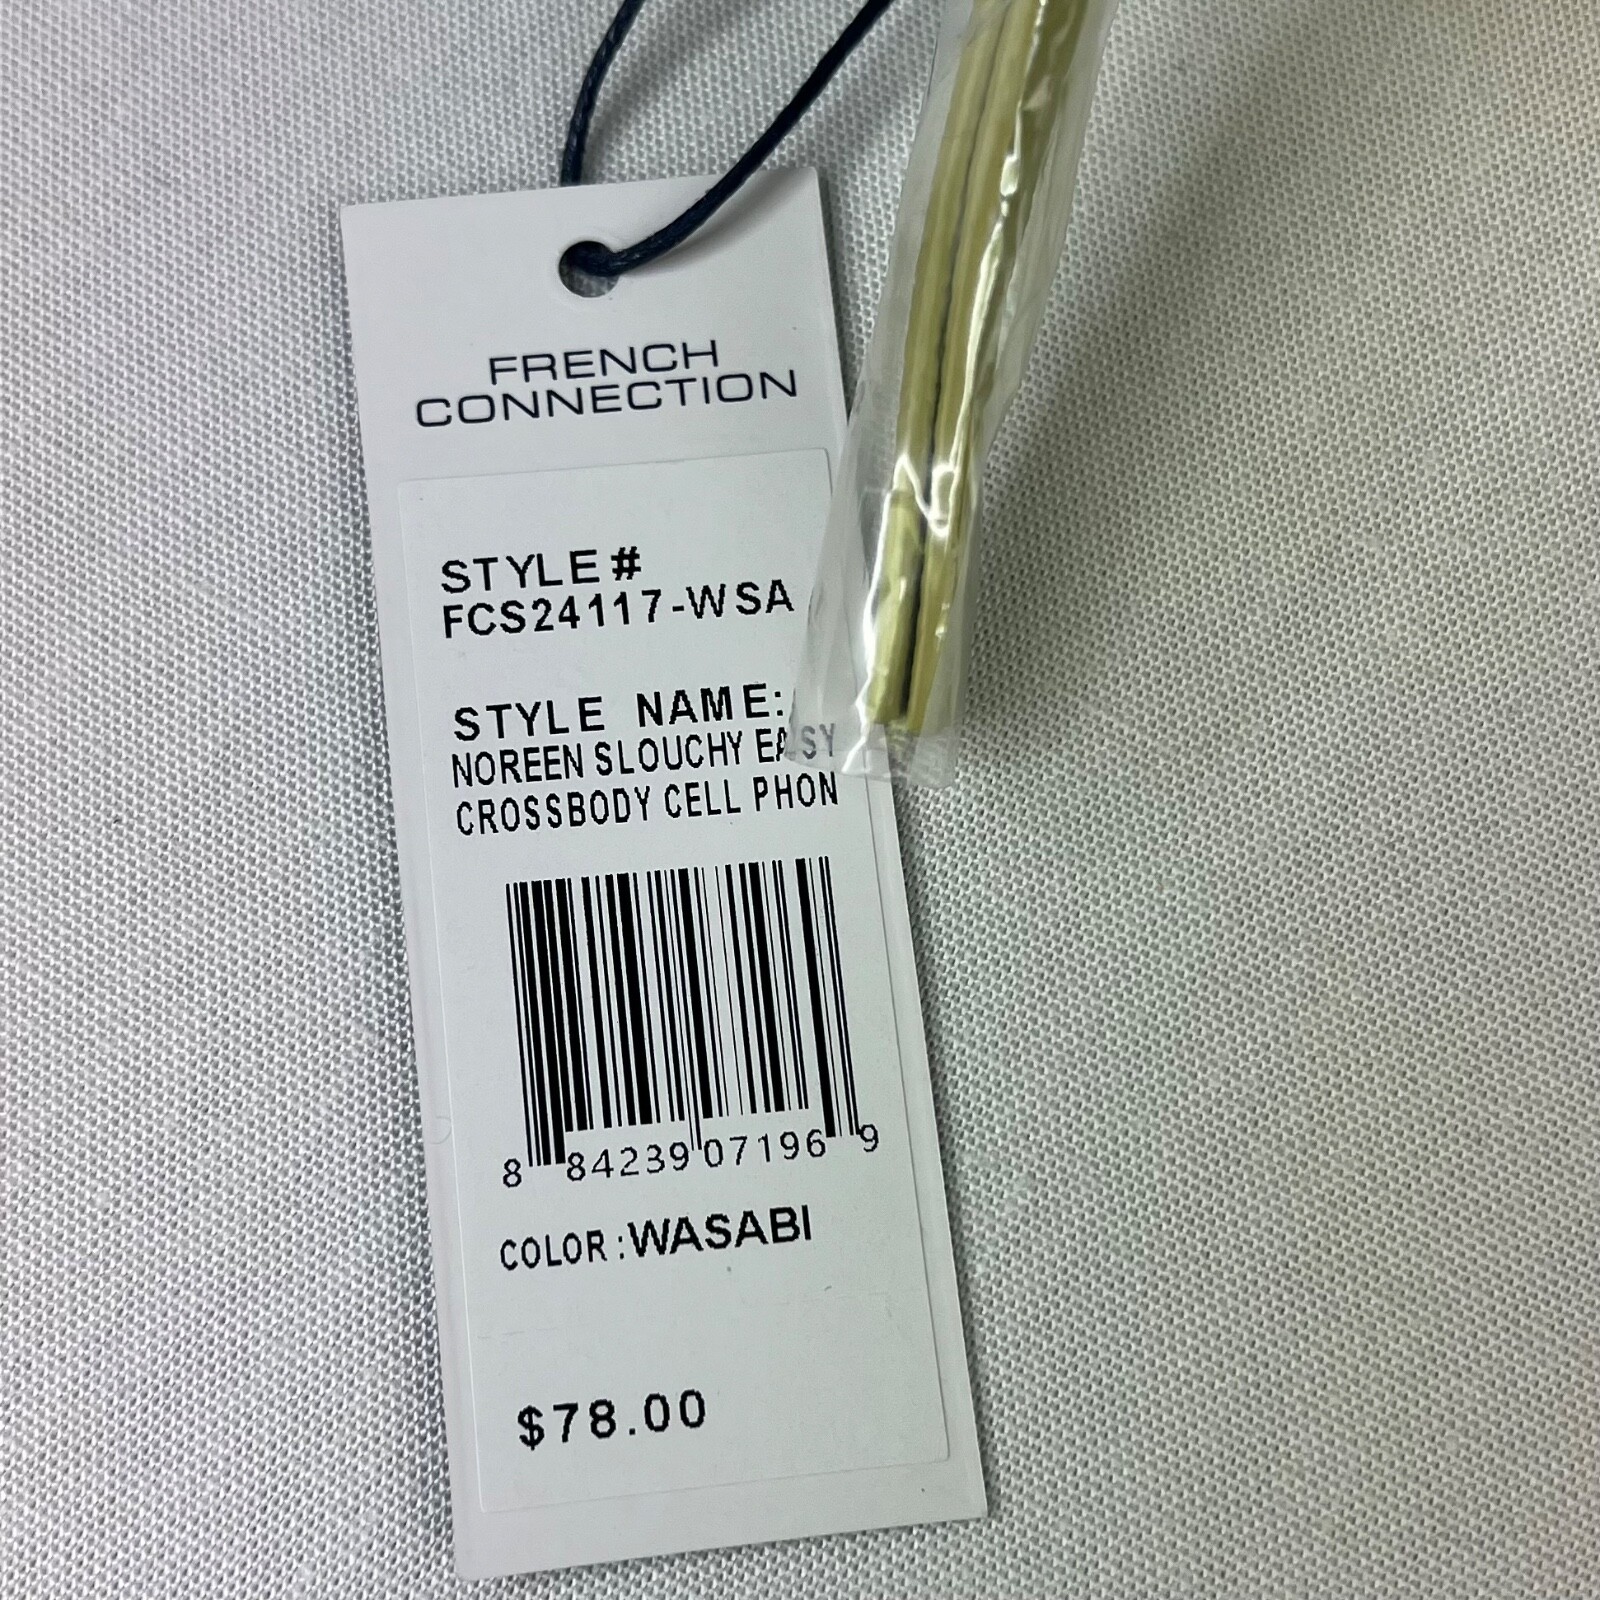 FRENCH
CONNECTION
STYLE #
FCS24117-WSA
STYLE NAME:
NOREEN SLOUCHY EASY
CROSSBODY CELL PHON
8 84239 07196 9
COLOR : WASABI
$78.00